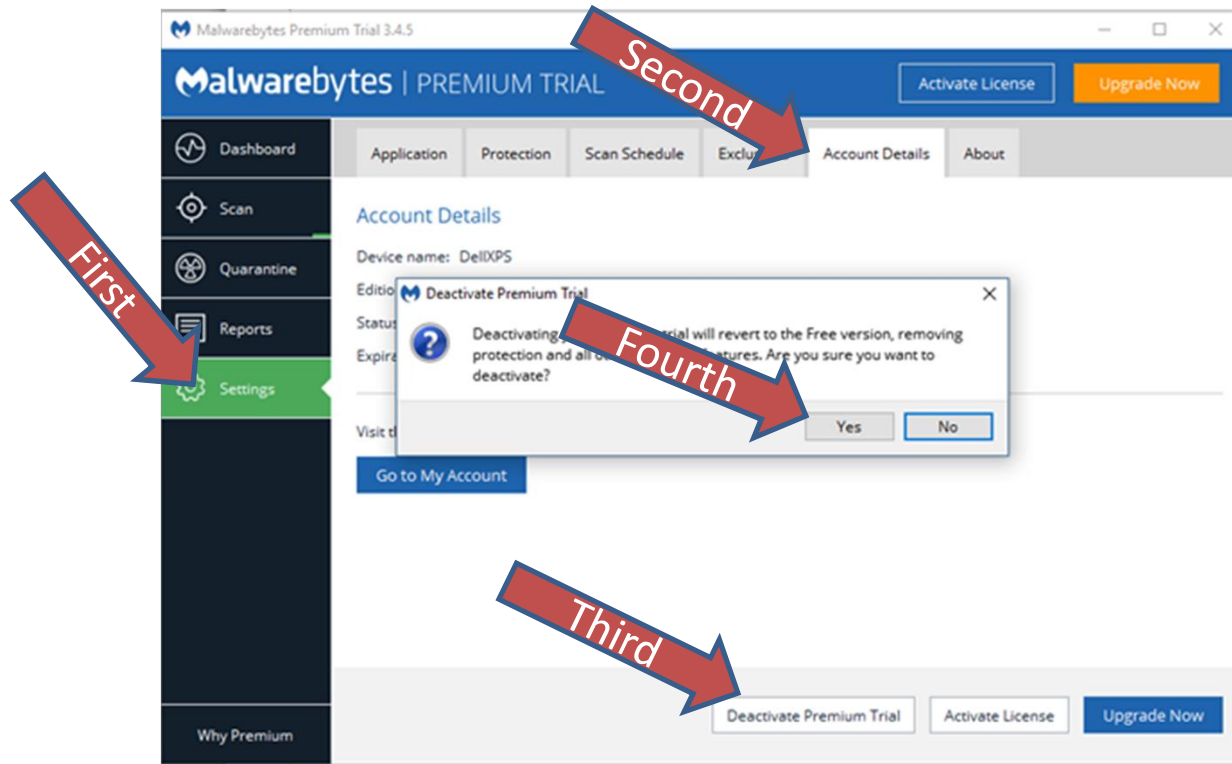 Malwarebytes Premium Trial 3.4.5
Malwarebytes | PREMIUM TRIAL
Activate License
Upgrade Now
Second
Dashboard
Scan
Quarantine
Reports
Settings
Why Premium
First
Application
Protection
Scan Schedule
Account Details
About
Account Details
Device name: DellXPS
Deactivate Premium Trial
Deactivating trial will revert to the Free version, removing
protection and all Are you sure you want to
deactivate?
Fourth
Yes
No
Visit
Go to My Account
Third
Deactivate Premium Trial
Activate License
Upgrade Now